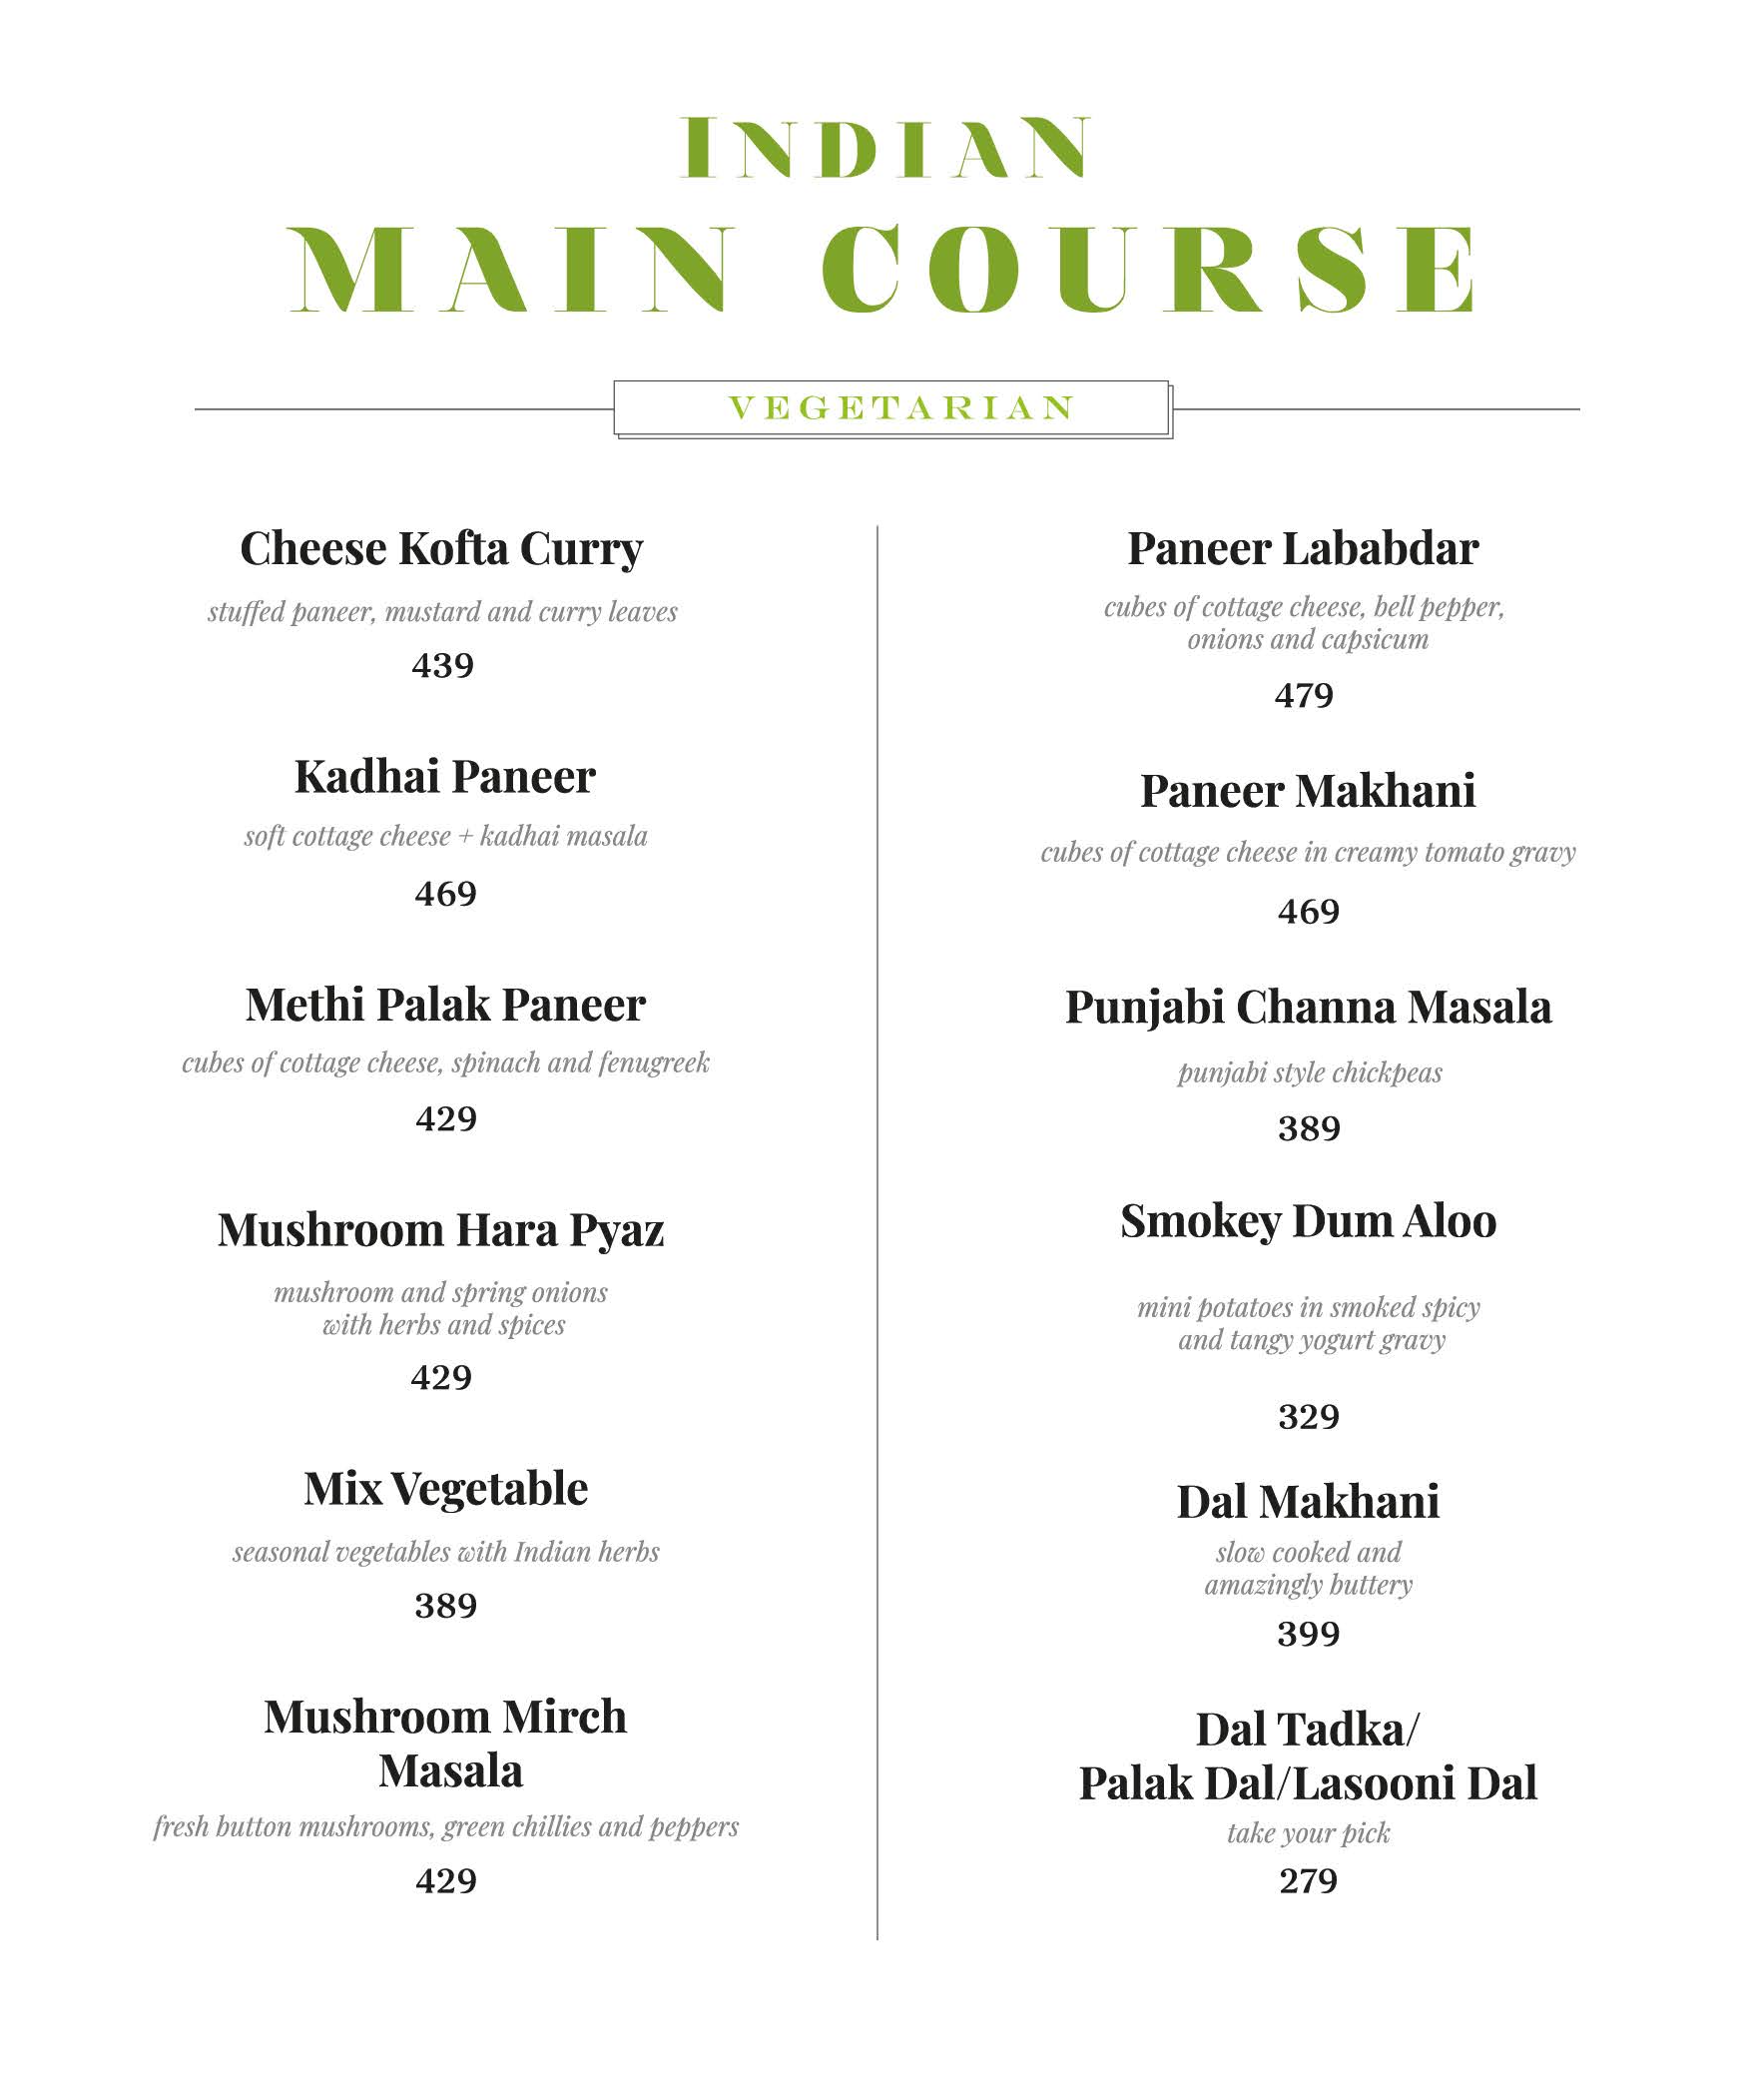 INDIAN
MAIN COURSE
VEGETARIAN
Cheese Kofta Curry
stuffed paneer, mustard and curry leaves
439
Kadhai Paneer
soft cottage cheese + kadhai masala
469
Methi Palak Paneer
cubes of cottage cheese, spinach and fenugreek
429
Mushroom Hara Pyaz
mushroom and spring onions
with herbs and spices
429
Mix Vegetable
seasonal vegetables with Indian herbs
389
Mushroom Mirch
Masala
fresh button mushrooms, green chillies and peppers
429
Paneer Lababdar
cubes of cottage cheese, bell pepper,
onions and capsicum
479
Paneer Makhani
cubes of cottage cheese in creamy tomato gravy
469
Punjabi Channa Masala
punjabi style chickpeas
389
Smokey Dum Aloo
mini potatoes in smoked spicy
and tangy yogurt gravy
329
Dal Makhani
slow cooked and
amazingly buttery
399
Dal Tadka/
Palak Dal/Lasooni Dal
take your pick
279